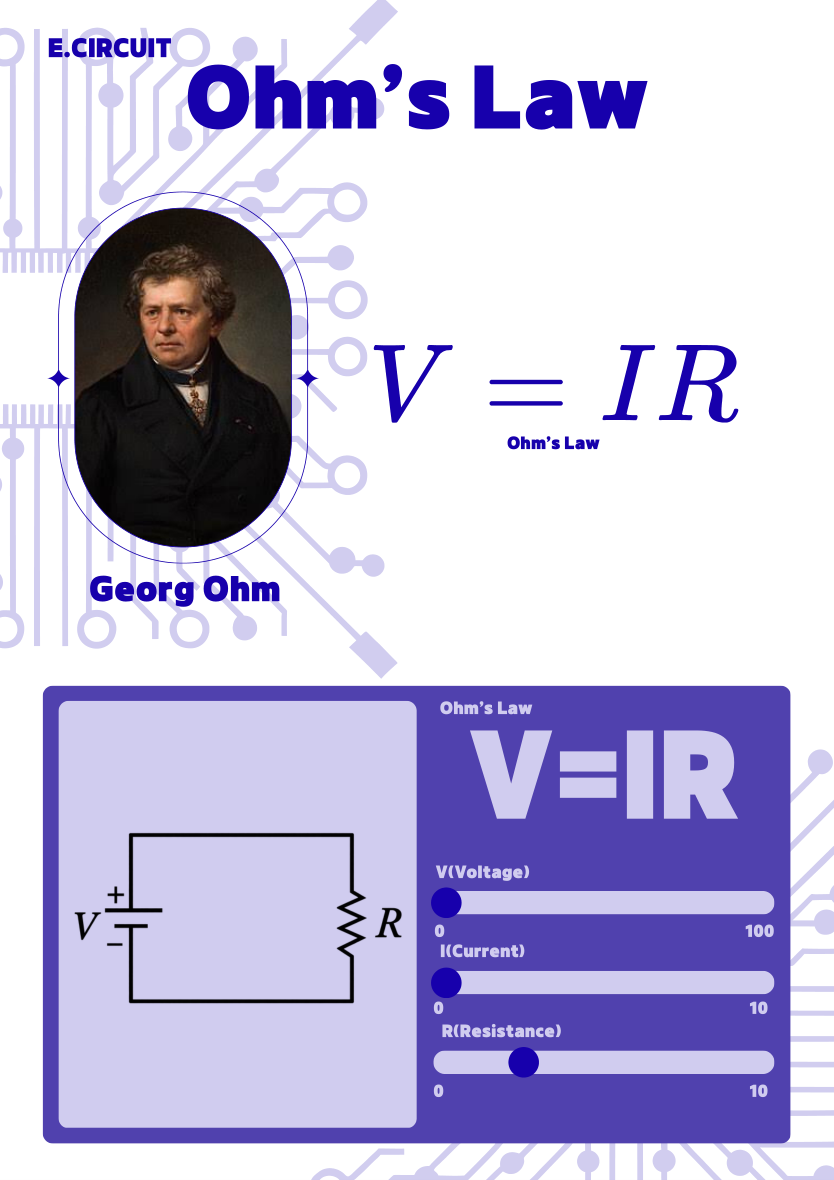 E.CIRCUIT
Ohm's Law
V = IR
Ohm's Law
Georg Ohm
Ohm's Law
V=IR
V(Voltage)
0 100
I(Current)
0 10
R(Resistance)
0 10
+
V
−
R